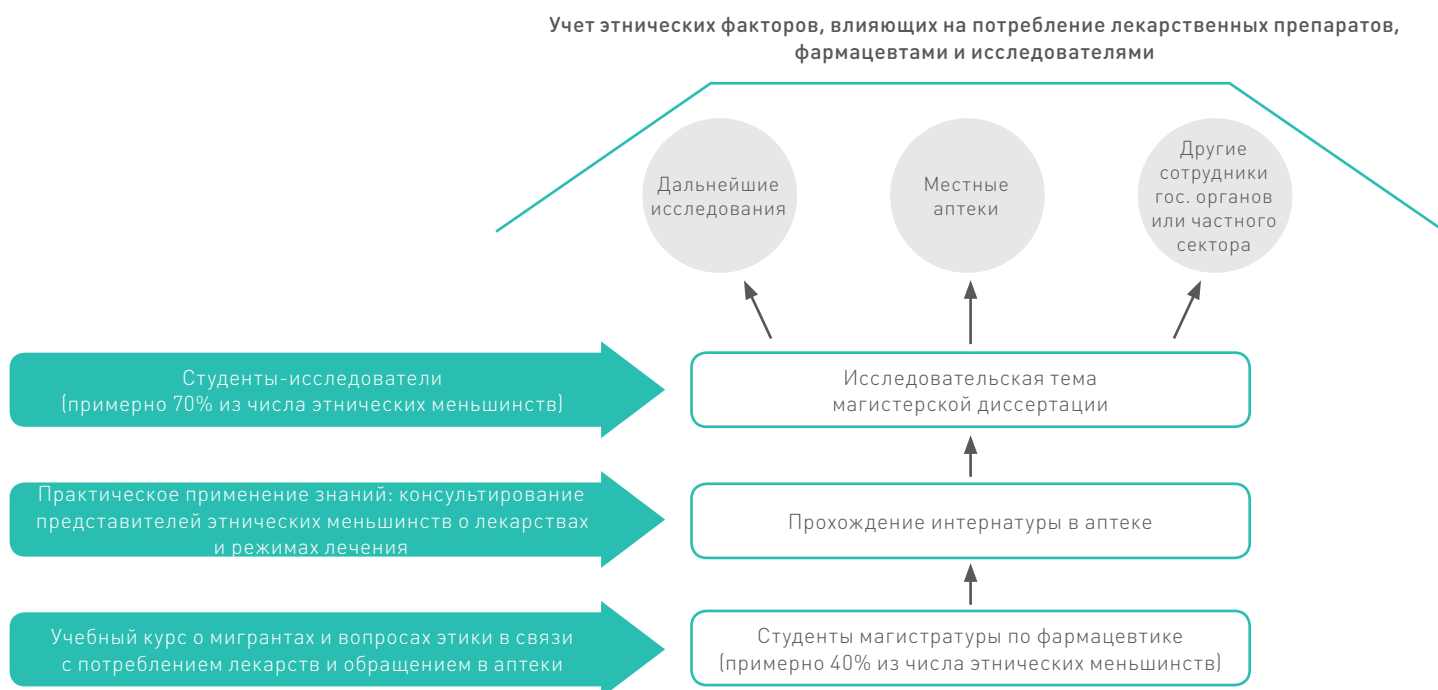 Учет этнических факторов, влияющих на потребление лекарственных препаратов,
фармацевтами и исследователями
Дальнейшие
исследования
Местные
аптеки
Другие
сотрудники
гос. органов
или частного
сектора
Студенты-исследователи
(примерно 70% из числа этнических меньшинств)
Исследовательская тема
магистерской диссертации
Практическое применение знаний: консультирование
представителей этнических меньшинств о лекарствах
и режимах лечения
Прохождение интернатуры в аптеке
Учебный курс о мигрантах и вопросах этики в связи
с потреблением лекарств и обращением в аптеки
Студенты магистратуры по фармацевтике
(примерно 40% из числа этнических меньшинств)